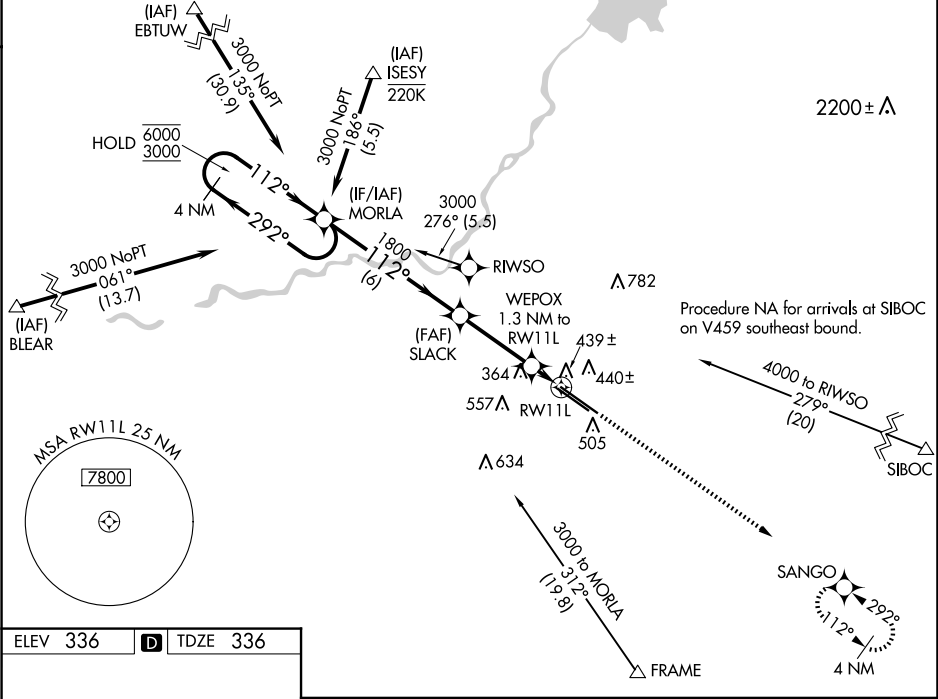 (IAF)
EBTUW
3000 NoPT
135°
(30.9)
(IAF)
ISESY
220K
3000 NoPT
186°
(5.5)
2200 ±
HOLD
6000
3000
112°
4 NM
292°
(IF/IAF)
MORLA
3000
276° (5.5)
1800
112°
(6)
RIWSO
3000 NoPT
061°
(13.7)
(IAF)
BLEAR
(FAF)
SLACK
WEPOX
1.3 NM to
RW11L
782
Procedure NA for arrivals at SIBOC
on V459 southeast bound.
439 ±
364
440±
557
RW11L
505
634
4000 to RIWSO
279°
(20)
SIBOC
MSA RW11L 25 NM
7800
3000 to MORLA
312°
(19.8)
FRAME
SANGO
292°
112°
4 NM
ELEV 336 D TDZE 336